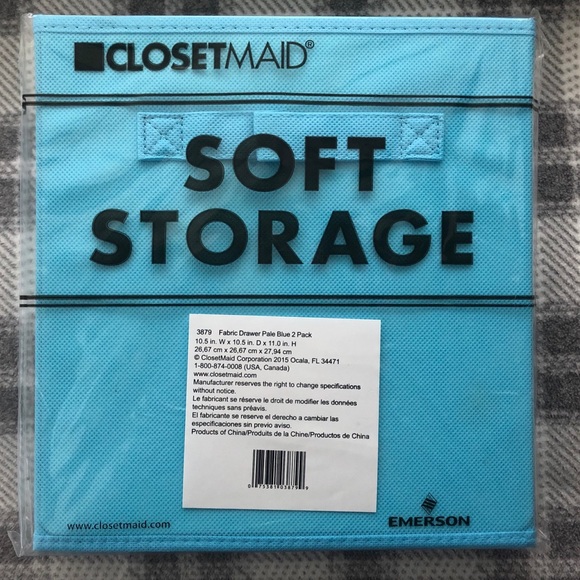 CLOSETMAID®
SOFT
STORAGE
3879 Fabric Drawer Pale Blue 2 Pack
10.5 in. W x 10.5 in. D x 11.0 in. H
26,67 cm x 26,67 cm x 27,94 cm
© ClosetMaid Corporation 2015 Ocala, FL 34471
1-800-874-0008 (USA, Canada)
www.closetmaid.com
Manufacturer reserves the right to change specifications
without notice.
Le fabricant se réserve le droit de modifier les données
techniques sans préavis.
El fabricante se reserve el derecho a cambiar las
especificaciones sin previo aviso.
Products of China/Produits de la Chine/Productos de China
0 75381 03879 9
www.closetmaid.com
EMERSON